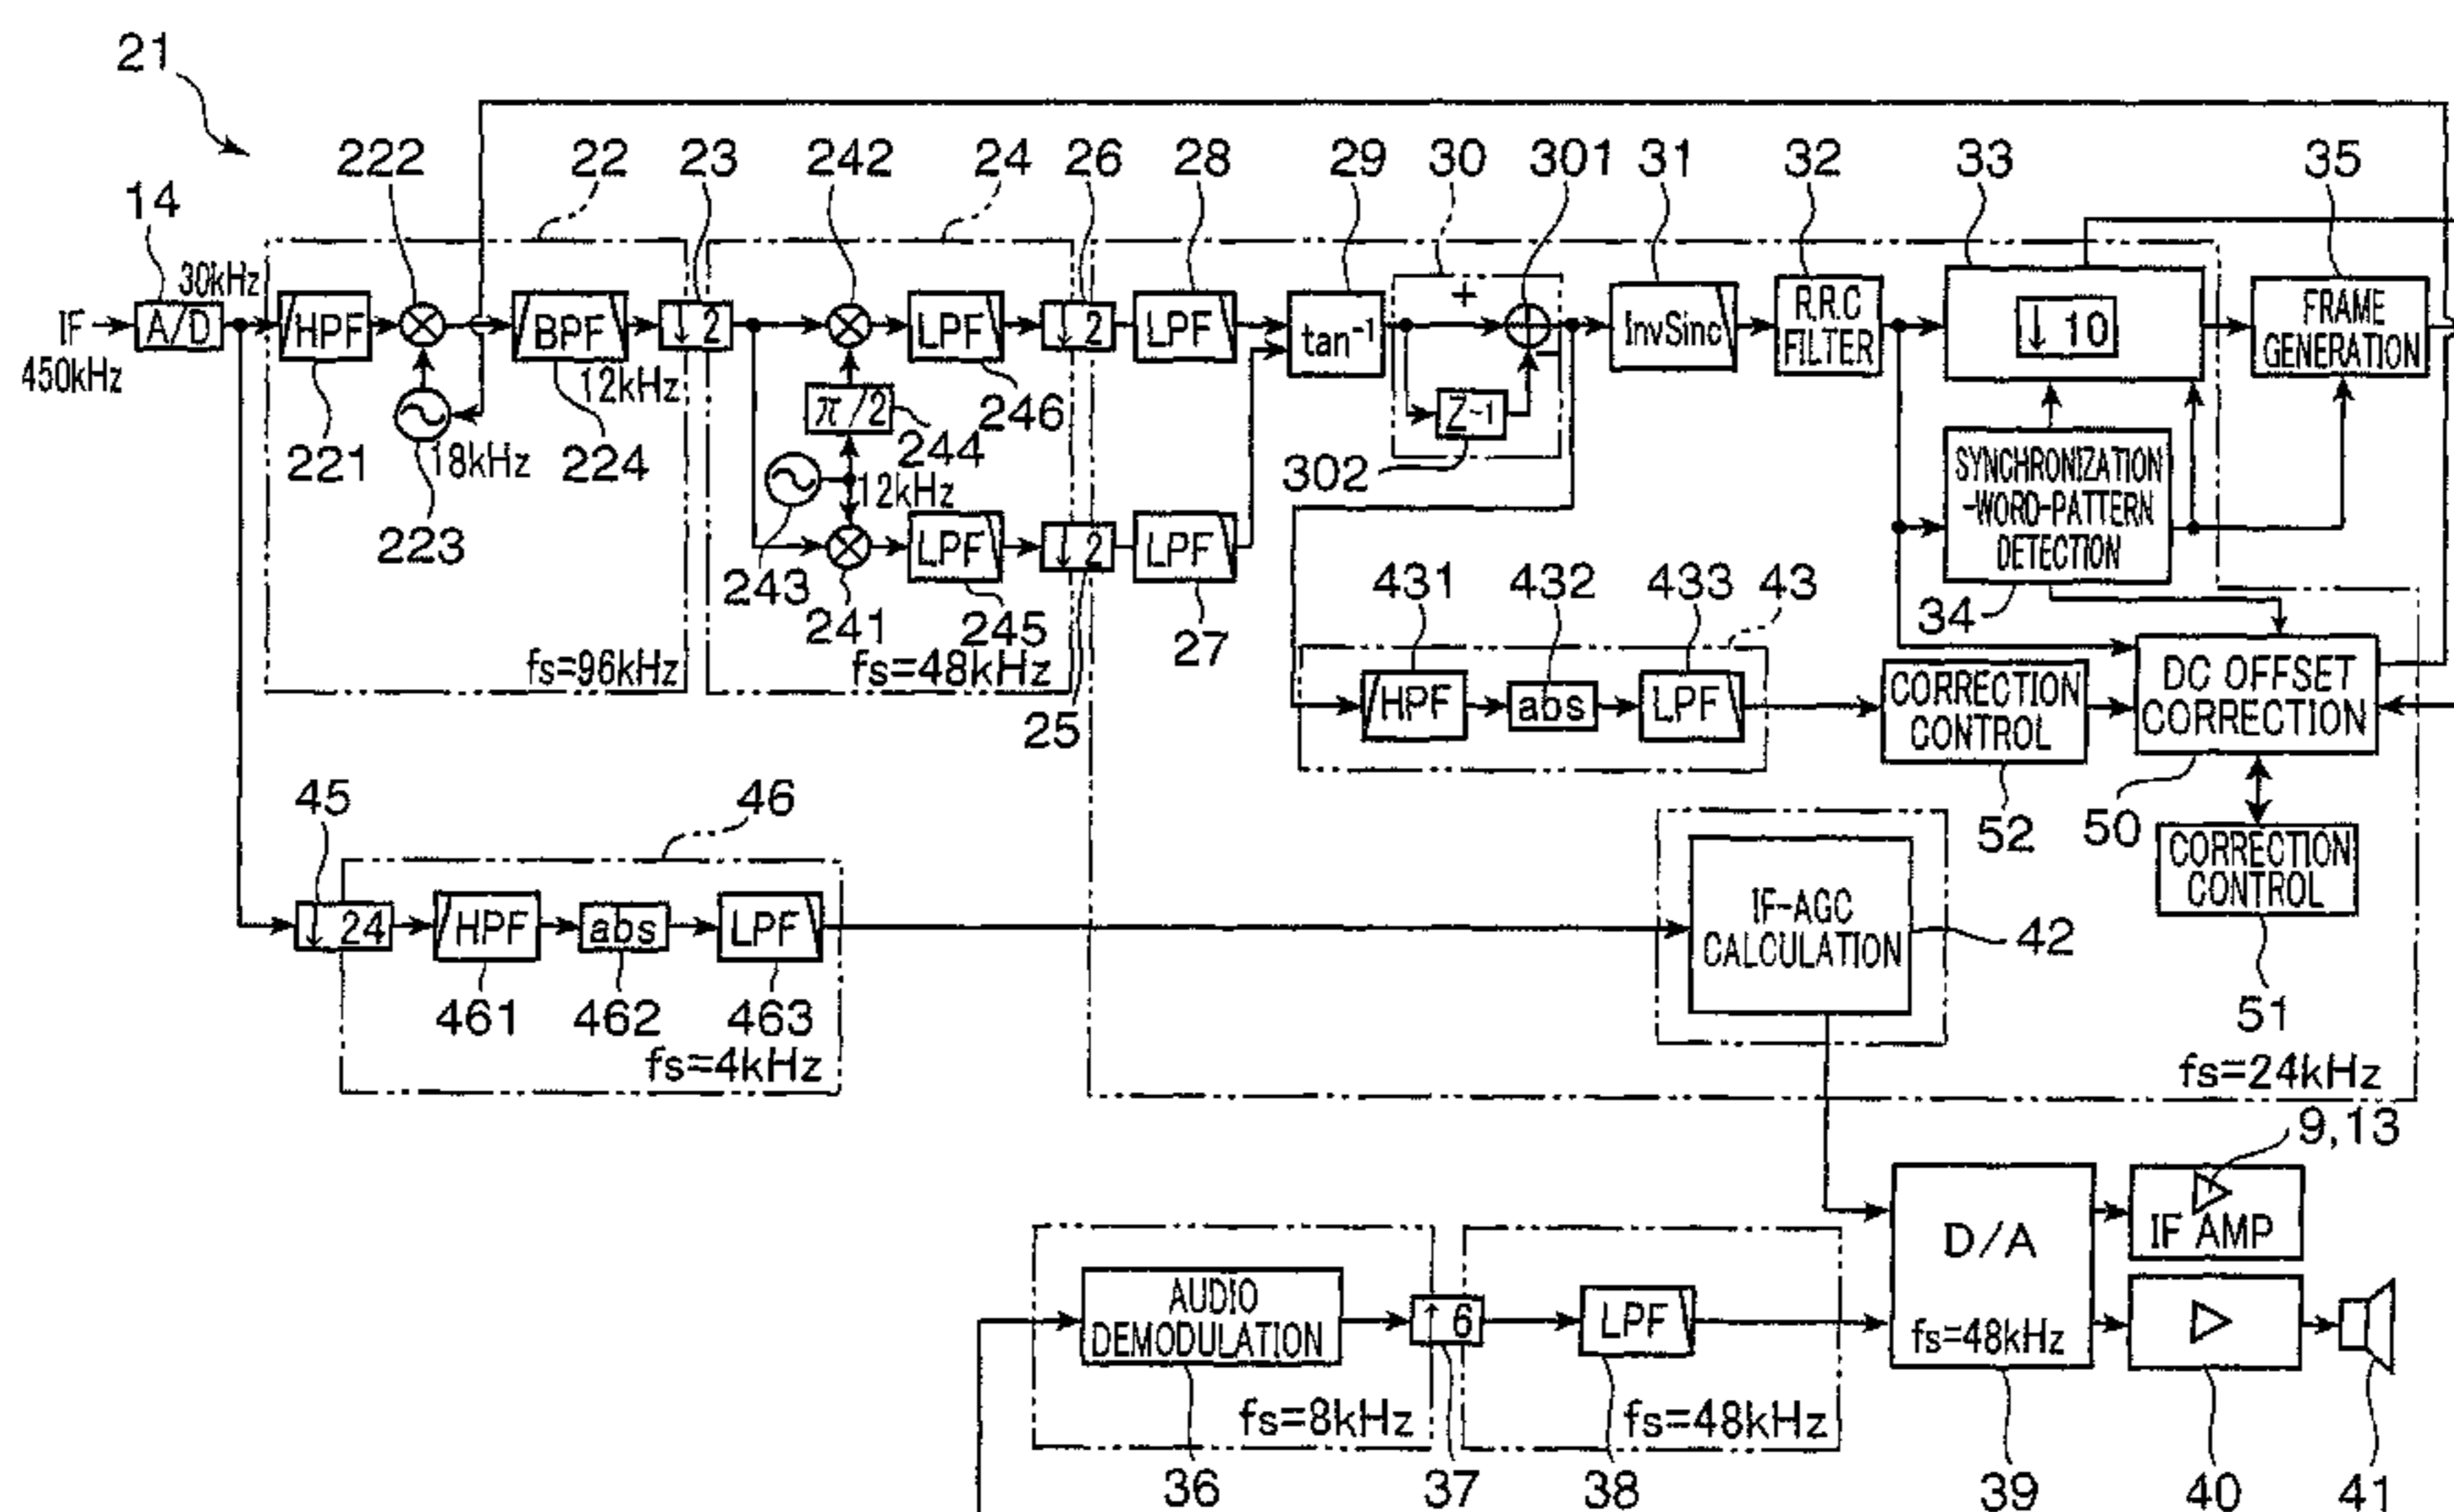 21
222 22 23 242 24 26 28 29 30 301 31 32 33 35
14
30kHz
IF
450kHz
A/D
HPF
BPF
↓2
LPF
↓2
LPF
tan⁻¹
+
−
InvSinc
R.R.C
FILTER
↓10
FRAME
GENERATION
12kHz
π/2
246
Z⁻¹
221
18kHz
224
244
302
SYNCHRONIZATION
-WORD-PATTERN
DETECTION
12kHz
223
243
241
LPF
245
↓2
LPF
27
25
34
fs=96kHz
fs=48kHz
431 432 433 43
HPF
abs
LPF
CORRECTION
CONTROL
DC OFFSET
CORRECTION
52
50
CORRECTION
CONTROL
51
45
46
↓24
HPF
abs
LPF
461 462 463
fs=4kHz
IF-AGC
CALCULATION
42
fs=24kHz
9,13
D/A
fs=48kHz
IF AMP
AUDIO
DEMODULATION
↑6
LPF
fs=8kHz
fs=48kHz
36 37 38 39 40 41